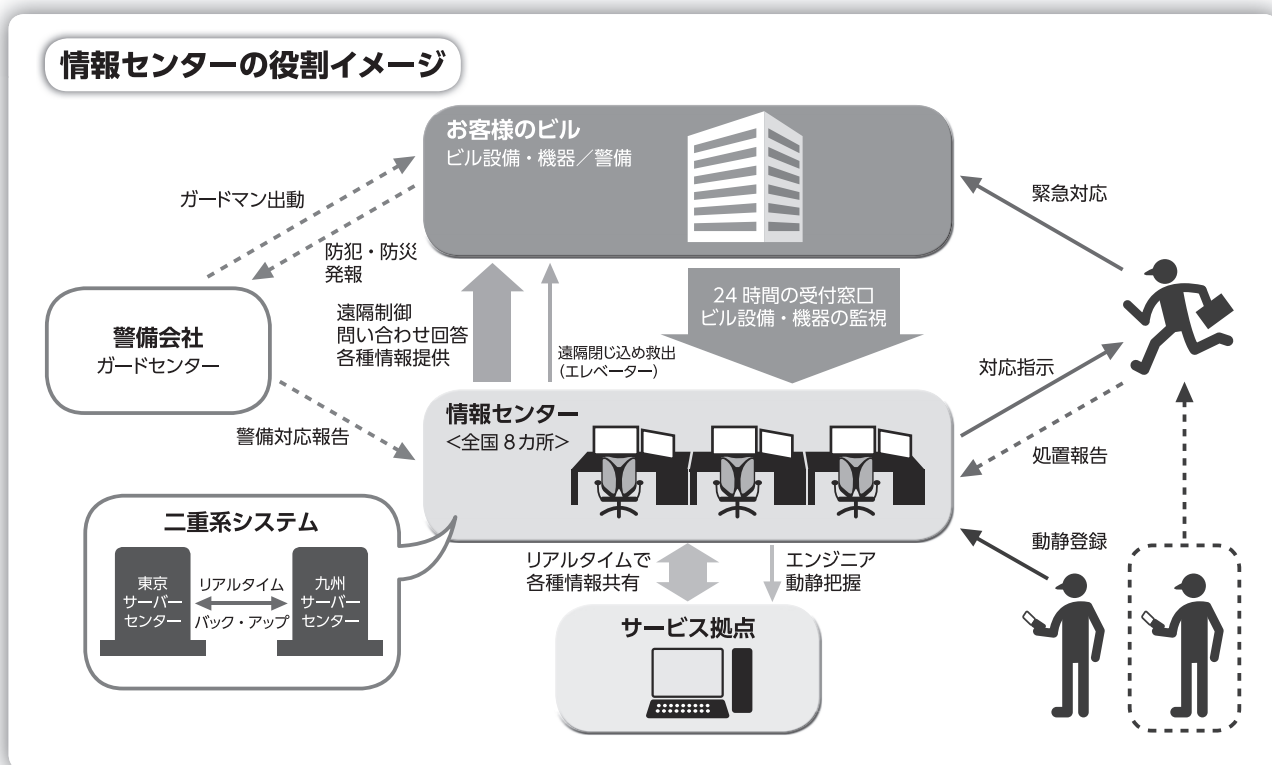 情報センターの役割イメージ
お客様のビル
ビル設備・機器／警備
ガードマン出動
緊急対応
防犯・防災
発報
警備会社
ガードセンター
遠隔制御
問い合わせ回答
各種情報提供
遠隔閉じ込め救出
(エレベーター)
24時間の受付窓口
ビル設備・機器の監視
対応指示
警備対応報告
情報センター
<全国8カ所>
処置報告
二重系システム
東京
サーバー
センター
リアルタイム
バック・アップ
九州
サーバー
センター
リアルタイムで
各種情報共有
エンジニア
動静把握
動静登録
サービス拠点